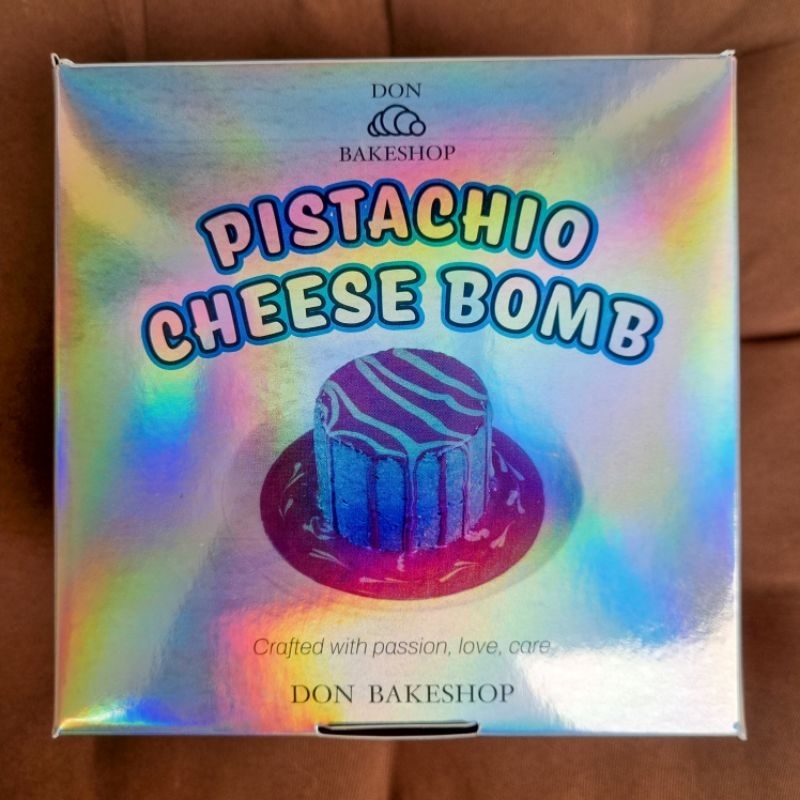 DON
BAKESHOP
PISTACHIO
CHEESE BOMB
Crafted with passion, love, care
DON BAKESHOP